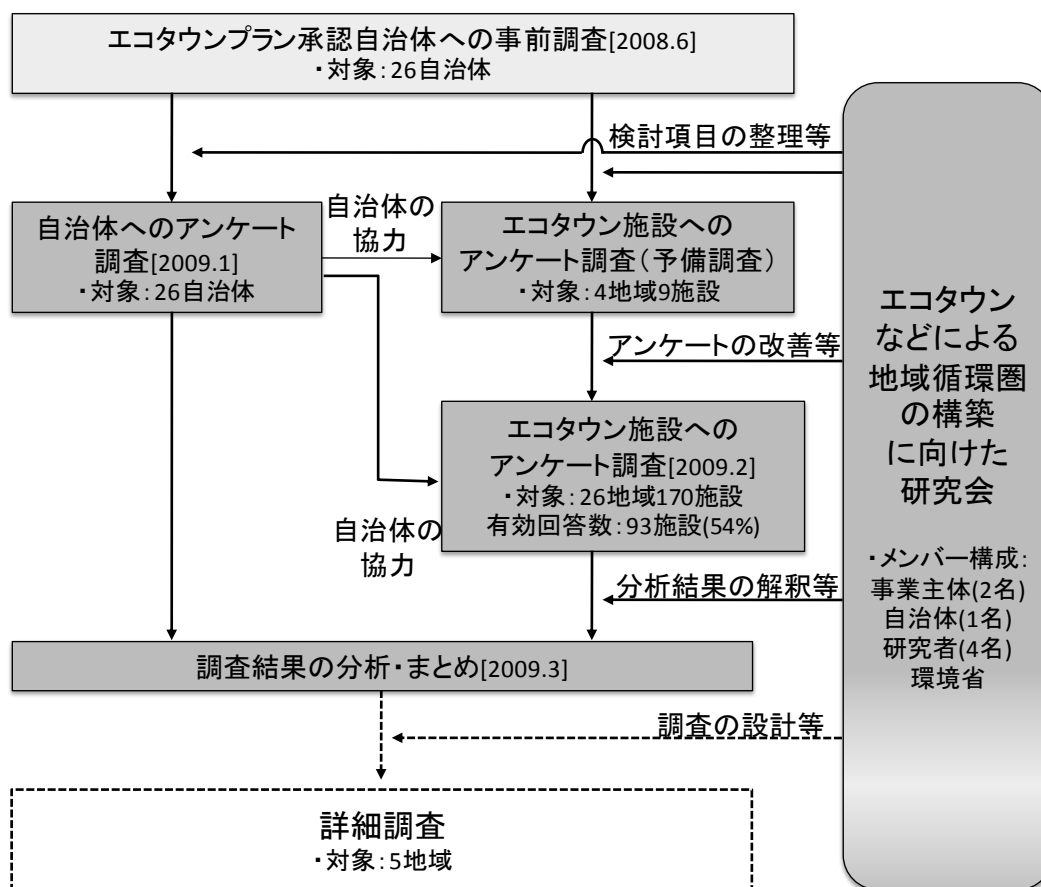 エコタウンプラン承認自治体への事前調査[2008.6]
・対象：26自治体
検討項目の整理等
自治体へのアンケート
調査[2009.1]
・対象：26自治体
自治体の
協力
エコタウン施設への
アンケート調査（予備調査）
・対象：4地域9施設
アンケートの改善等
エコタウン施設への
アンケート調査[2009.2]
・対象：26地域170施設
有効回答数：93施設(54%)
自治体の
協力
分析結果の解釈等
調査結果の分析・まとめ[2009.3]
調査の設計等
詳細調査
・対象：5地域
エコタウン
などによる
地域循環圏
の構築
に向けた
研究会
・メンバー構成：
事業主体(2名)
自治体(1名)
研究者(4名)
環境省